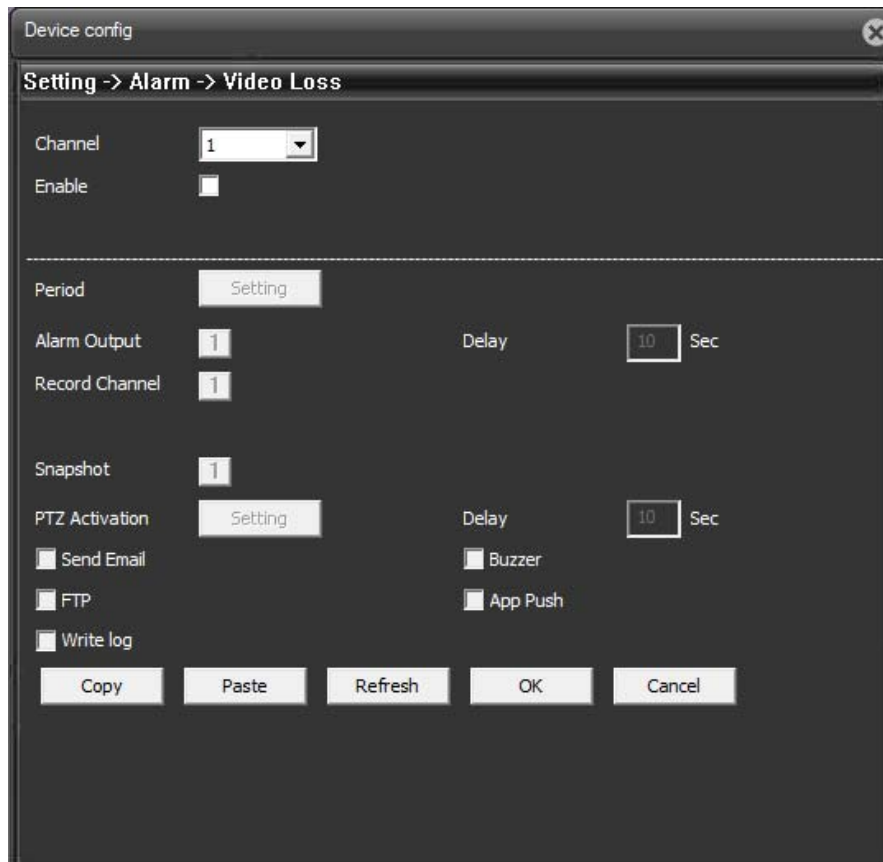 Device config
Setting -> Alarm -> Video Loss
Channel 1
Enable
Period Setting
Alarm Output 1 Delay 10 Sec
Record Channel 1
Snapshot 1
PTZ Activation Setting Delay 10 Sec
Send Email Buzzer
FTP App Push
Write log
Copy Paste Refresh OK Cancel